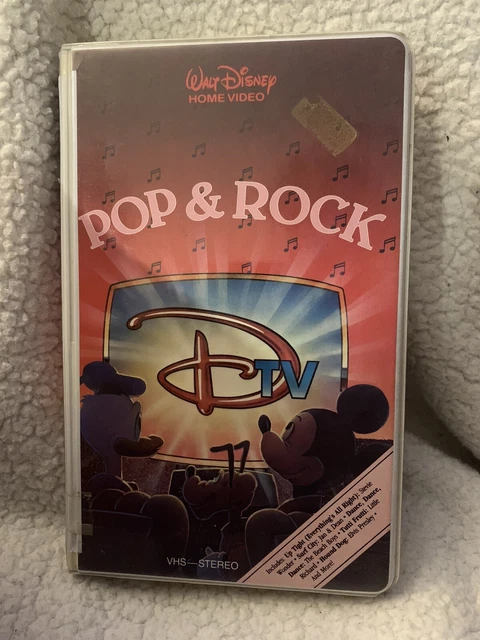 WALT DISNEY
HOME VIDEO
POP & ROCK
DTV
Includes: Up Tight (Everything's All Right): Stevie
Wonder • Surf City: Jan & Dean • Dance, Dance,
Dance: The Beach Boys • Tutti Frutti: Little
Richard • Hound Dog: Elvis Presley •
And More!
VHS—STEREO